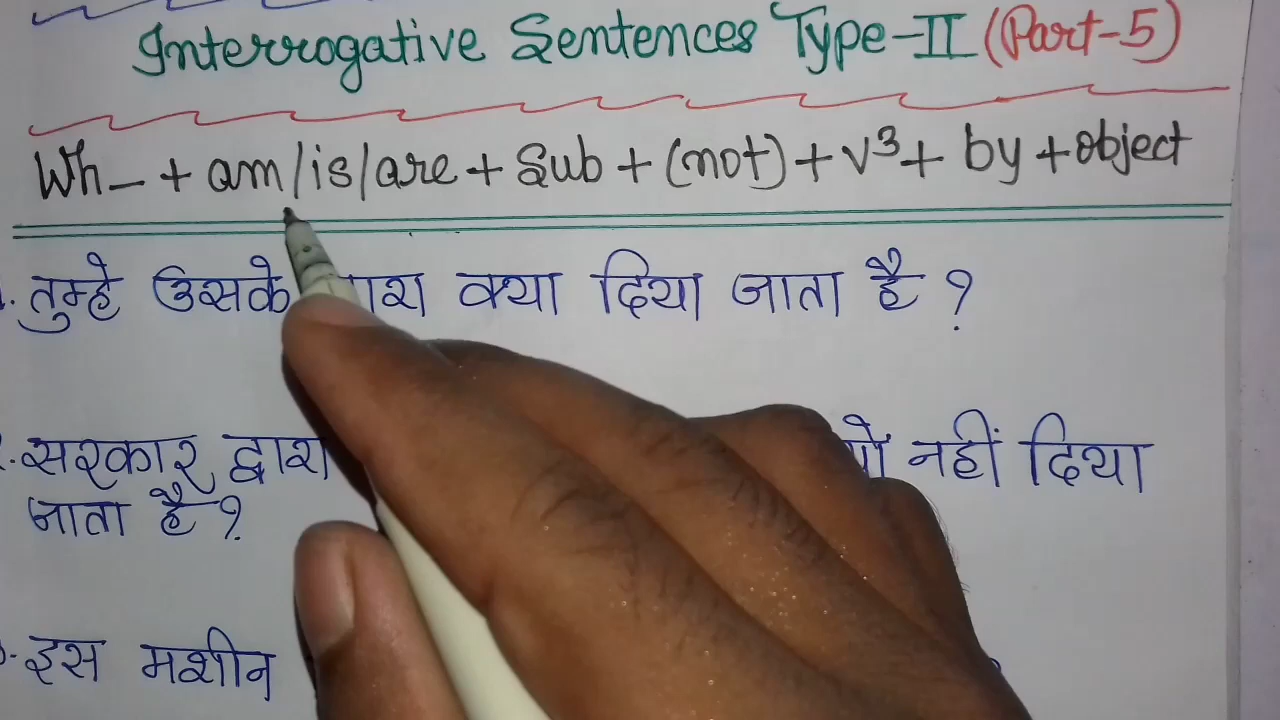 Interrogative Sentences Type-II (Part-5)
Wh_ + am/is/are + Sub + (not) + V³ + by + object
तुम्हे उसके क्या दिया जाता है ?
सरकार द्वारा नहीं दिया
जाता है ?
इस मशीन